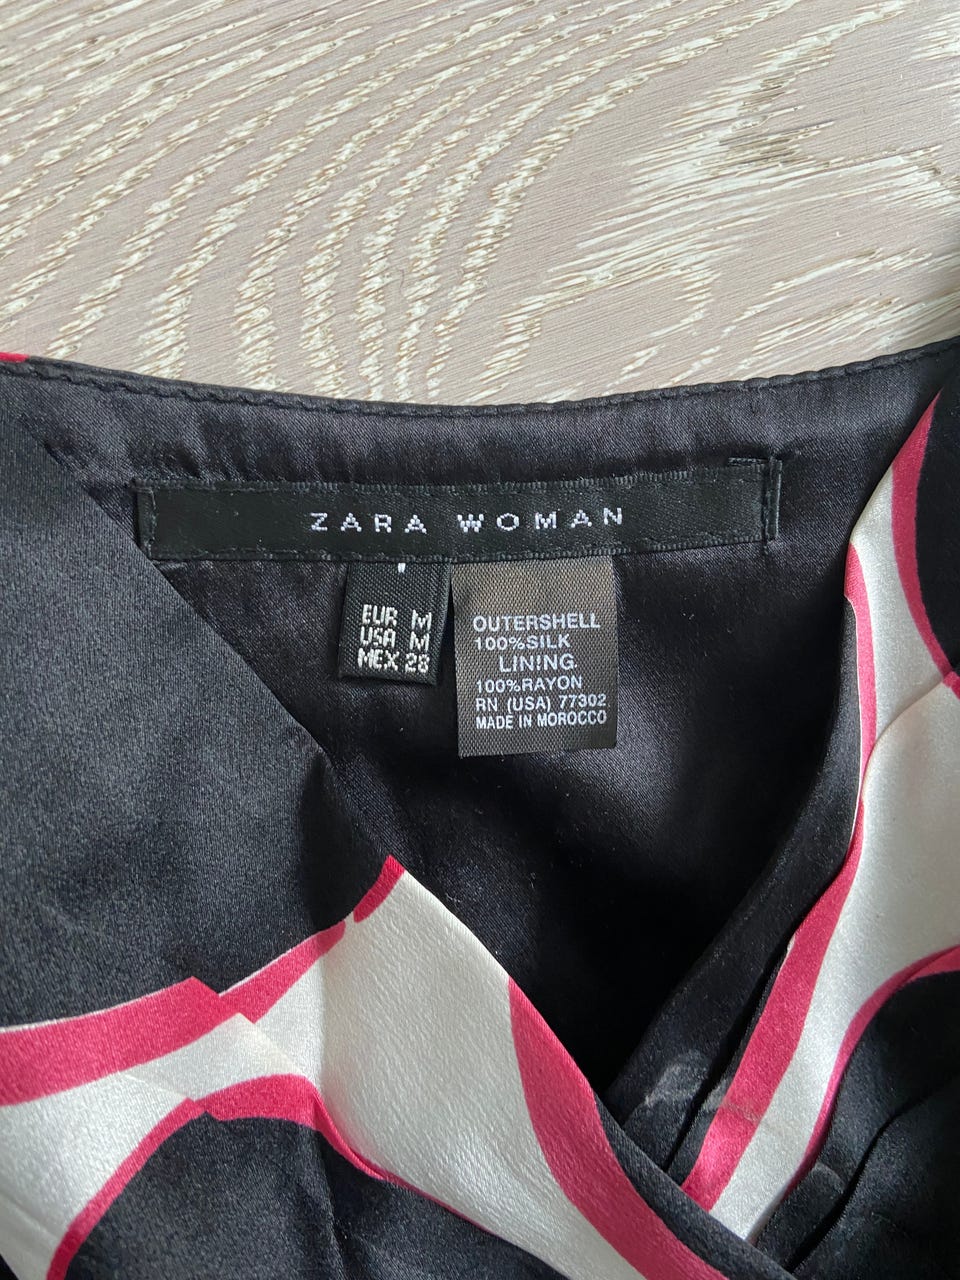 ZARA WOMAN
EUR M
USA M
MEX 28
OUTERSHELL
100%SILK
LINING.
100%RAYON
RN (USA) 77302
MADE IN MOROCCO